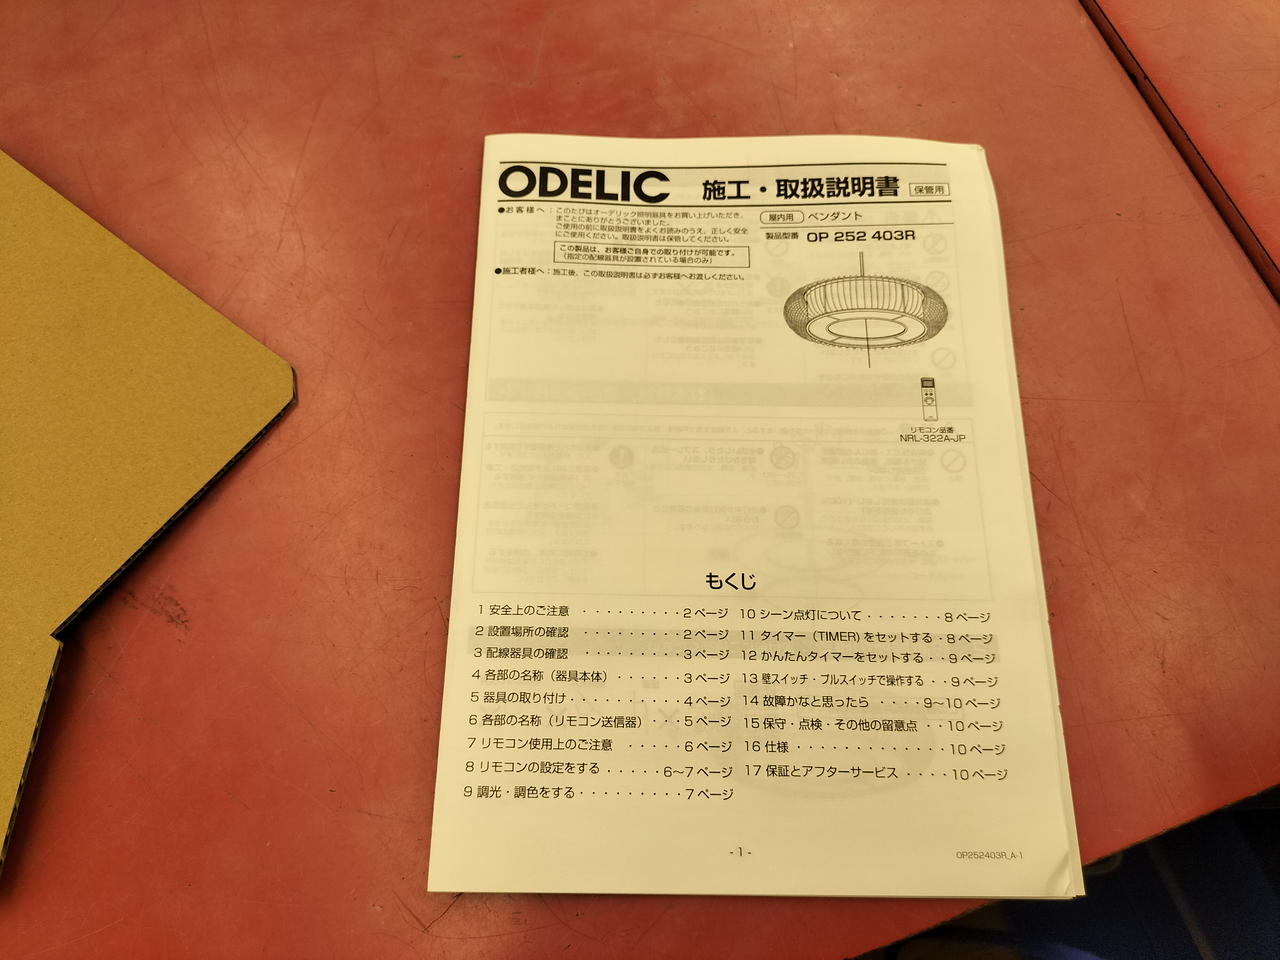 ODELIC 施工・取扱説明書 保管用
●お客様へ：このたびはオーデリック照明器具をお買い上げいただき、
まことにありがとうございました。
ご使用の前に取扱説明書をよくお読みのうえ、正しく安全
にご使用ください。取扱説明書は保管してください。
この製品は、お客様ご自身での取り付けが可能です。
（指定の配線器具が設置されている場合のみ）
●施工者様へ：施工後、この取扱説明書は必ずお客様へお渡しください。
屋内用 ペンダント
製品型番 OP 252 403R
リモコン品番
NRL-322A-JP
もくじ
1 安全上のご注意 ・・・・・・・・・2ページ
2 設置場所の確認 ・・・・・・・・・2ページ
3 配線器具の確認 ・・・・・・・・・3ページ
4 各部の名称（器具本体）・・・・・・3ページ
5 器具の取り付け・・・・・・・・・・4ページ
6 各部の名称（リモコン送信器）・・・5ページ
7 リモコン使用上のご注意 ・・・・・6ページ
8 リモコンの設定をする・・・・・6〜7ページ
9 調光・調色をする・・・・・・・・・7ページ
10 シーン点灯について・・・・・・・8ページ
11 タイマー（TIMER)をセットする・8ページ
12 かんたんタイマーをセットする・・9ページ
13 壁スイッチ・プルスイッチで操作する・・9ページ
14 故障かなと思ったら ・・・・9〜10ページ
15 保守・点検・その他の留意点 ・・10ページ
16 仕様・・・・・・・・・・・・・10ページ
17 保証とアフターサービス ・・・・10ページ
- 1 -
OP252403R_A-1